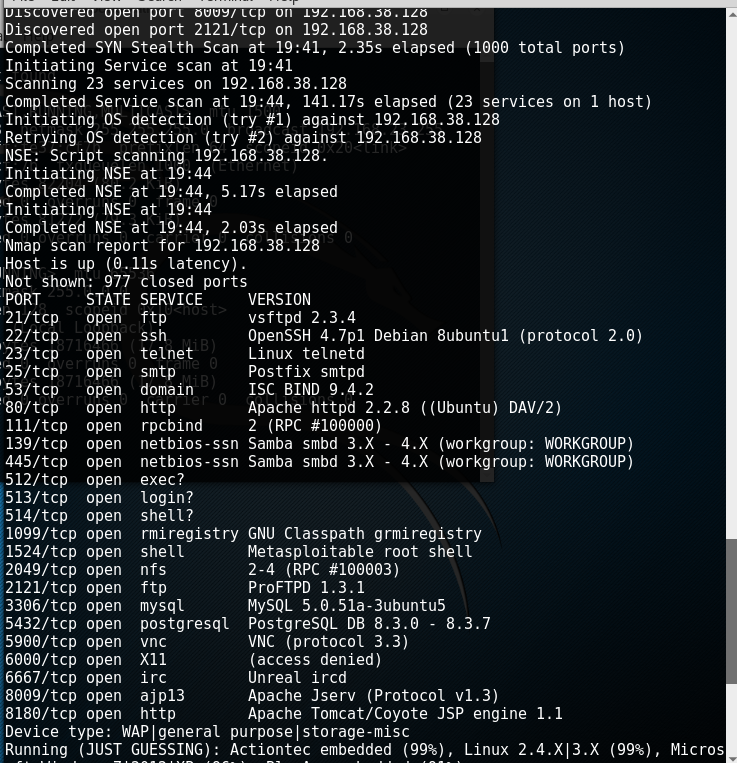 Discovered open port 8009/tcp on 192.168.38.128
Discovered open port 2121/tcp on 192.168.38.128
Completed SYN Stealth Scan at 19:41, 2.35s elapsed (1000 total ports)
Initiating Service scan at 19:41
Scanning 23 services on 192.168.38.128
Completed Service scan at 19:44, 141.17s elapsed (23 services on 1 host)
Initiating OS detection (try #1) against 192.168.38.128
Retrying OS detection (try #2) against 192.168.38.128
NSE: Script scanning 192.168.38.128.
Initiating NSE at 19:44
Completed NSE at 19:44, 5.17s elapsed
Initiating NSE at 19:44
Completed NSE at 19:44, 2.03s elapsed
Nmap scan report for 192.168.38.128
Host is up (0.11s latency).
Not shown: 977 closed ports
PORT     STATE SERVICE     VERSION
21/tcp   open  ftp         vsftpd 2.3.4
22/tcp   open  ssh         OpenSSH 4.7p1 Debian 8ubuntu1 (protocol 2.0)
23/tcp   open  telnet      Linux telnetd
25/tcp   open  smtp        Postfix smtpd
53/tcp   open  domain      ISC BIND 9.4.2
80/tcp   open  http        Apache httpd 2.2.8 ((Ubuntu) DAV/2)
111/tcp  open  rpcbind     2 (RPC #100000)
139/tcp  open  netbios-ssn Samba smbd 3.X - 4.X (workgroup: WORKGROUP)
445/tcp  open  netbios-ssn Samba smbd 3.X - 4.X (workgroup: WORKGROUP)
512/tcp  open  exec?
513/tcp  open  login?
514/tcp  open  shell?
1099/tcp open  rmiregistry GNU Classpath grmiregistry
1524/tcp open  shell       Metasploitable root shell
2049/tcp open  nfs         2-4 (RPC #100003)
2121/tcp open  ftp         ProFTPD 1.3.1
3306/tcp open  mysql       MySQL 5.0.51a-3ubuntu5
5432/tcp open  postgresql  PostgreSQL DB 8.3.0 - 8.3.7
5900/tcp open  vnc         VNC (protocol 3.3)
6000/tcp open  X11         (access denied)
6667/tcp open  irc         Unreal ircd
8009/tcp open  ajp13       Apache Jserv (Protocol v1.3)
8180/tcp open  http        Apache Tomcat/Coyote JSP engine 1.1
Device type: WAP|general purpose|storage-misc
Running (JUST GUESSING): Actiontec embedded (99%), Linux 2.4.X|3.X (99%), Micros